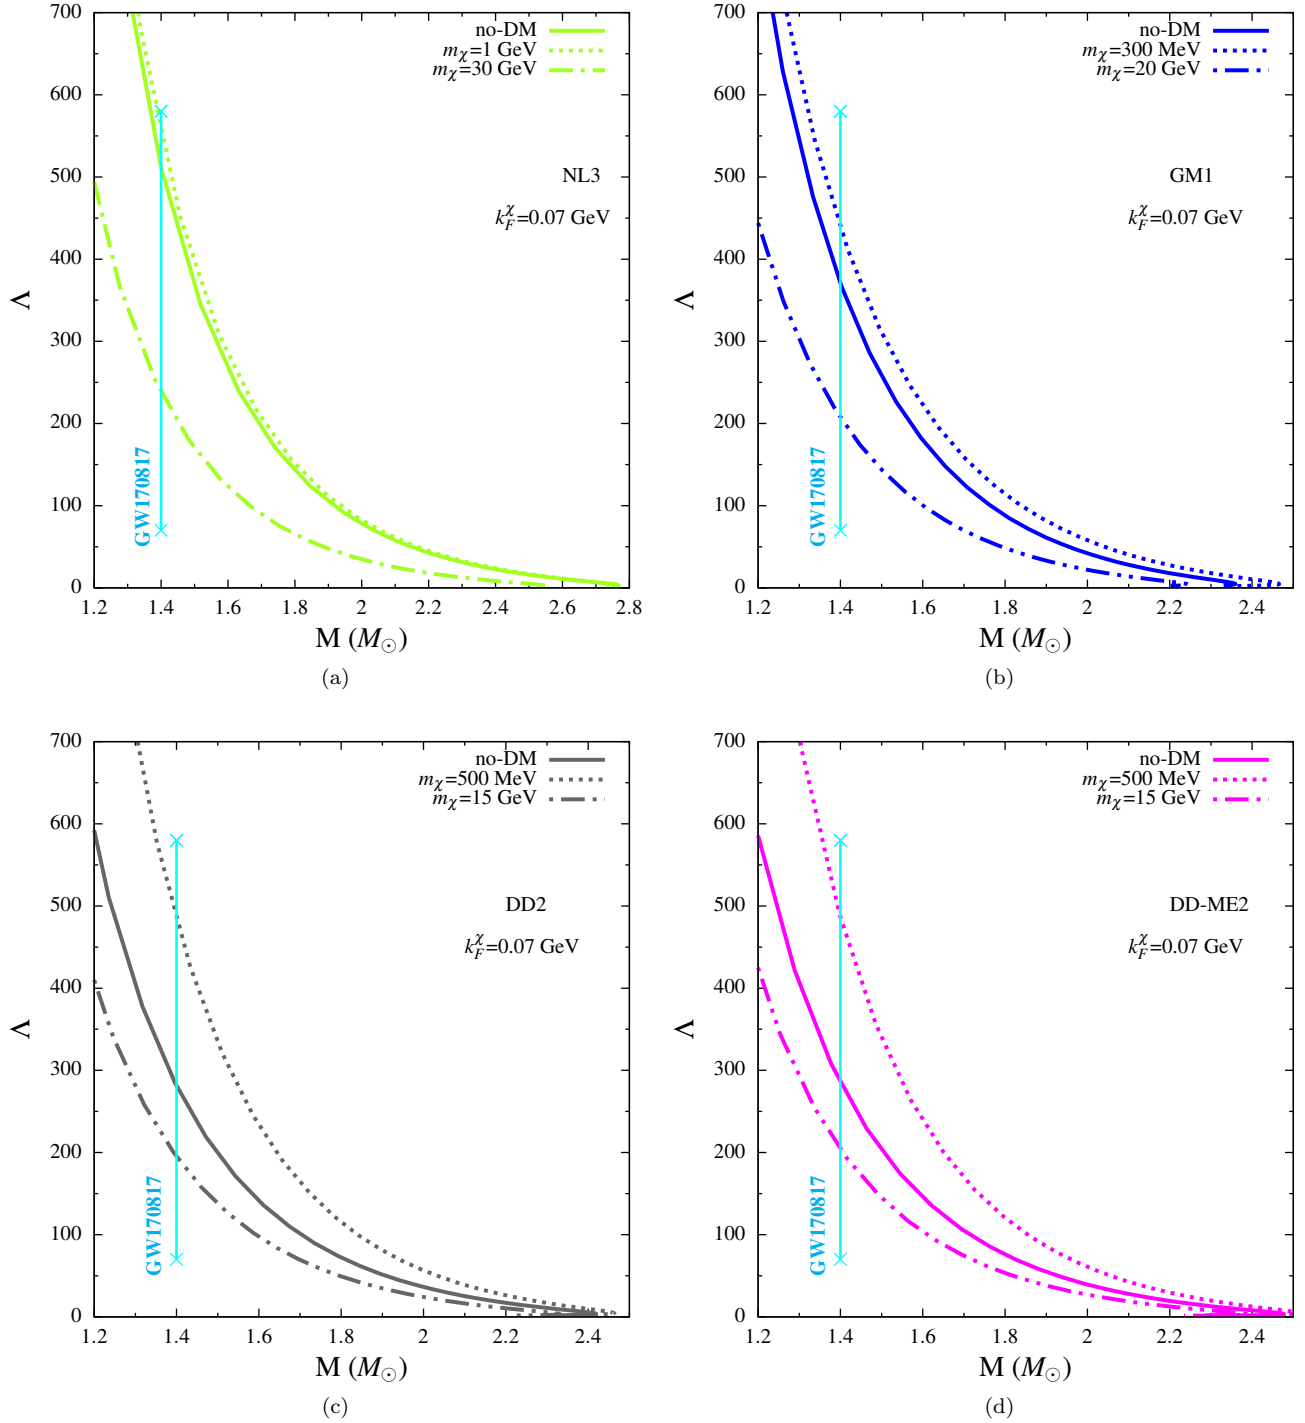 700
600
500
400
300
200
100
0
Λ
no-DM
mχ=1 GeV
mχ=30 GeV
NL3
k_F^χ=0.07 GeV
GW170817
1.2 1.4 1.6 1.8 2 2.2 2.4 2.6 2.8
M (M⊙)
(a)
700
600
500
400
300
200
100
0
Λ
no-DM
mχ=300 MeV
mχ=20 GeV
GM1
k_F^χ=0.07 GeV
GW170817
1.2 1.4 1.6 1.8 2 2.2 2.4
M (M⊙)
(b)
700
600
500
400
300
200
100
0
Λ
no-DM
mχ=500 MeV
mχ=15 GeV
DD2
k_F^χ=0.07 GeV
GW170817
1.2 1.4 1.6 1.8 2 2.2 2.4
M (M⊙)
(c)
700
600
500
400
300
200
100
0
Λ
no-DM
mχ=500 MeV
mχ=15 GeV
DD-ME2
k_F^χ=0.07 GeV
GW170817
1.2 1.4 1.6 1.8 2 2.2 2.4
M (M⊙)
(d)